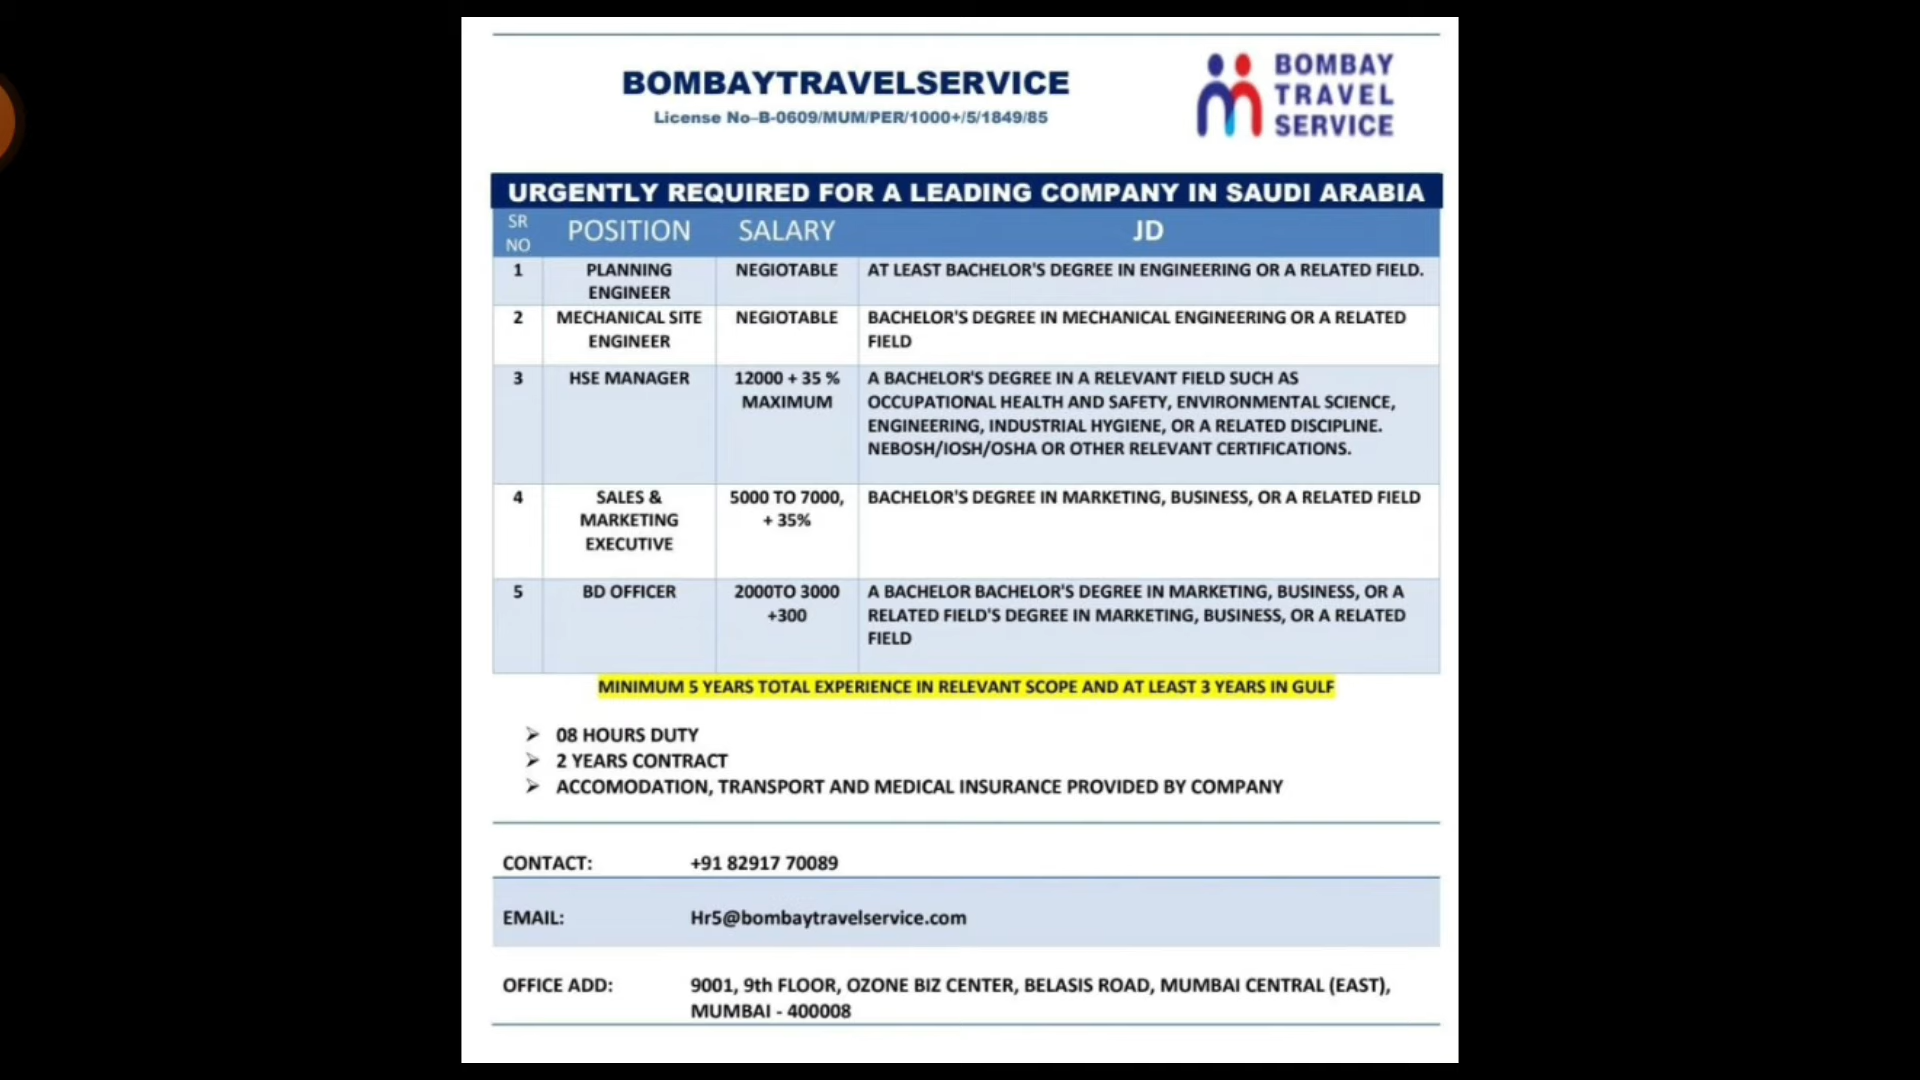 BOMBAYTRAVELSERVICE
License No–B-0609/MUM/PER/1000+/5/1849/85
BOMBAY
TRAVEL
SERVICE
URGENTLY REQUIRED FOR A LEADING COMPANY IN SAUDI ARABIA
SR
NO
POSITION
SALARY
JD
1
PLANNING
ENGINEER
NEGIOTABLE
AT LEAST BACHELOR'S DEGREE IN ENGINEERING OR A RELATED FIELD.
2
MECHANICAL SITE
ENGINEER
NEGIOTABLE
BACHELOR'S DEGREE IN MECHANICAL ENGINEERING OR A RELATED
FIELD
3
HSE MANAGER
12000 + 35 %
MAXIMUM
A BACHELOR'S DEGREE IN A RELEVANT FIELD SUCH AS
OCCUPATIONAL HEALTH AND SAFETY, ENVIRONMENTAL SCIENCE,
ENGINEERING, INDUSTRIAL HYGIENE, OR A RELATED DISCIPLINE.
NEBOSH/IOSH/OSHA OR OTHER RELEVANT CERTIFICATIONS.
4
SALES &
MARKETING
EXECUTIVE
5000 TO 7000,
+ 35%
BACHELOR'S DEGREE IN MARKETING, BUSINESS, OR A RELATED FIELD
5
BD OFFICER
2000TO 3000
+300
A BACHELOR BACHELOR'S DEGREE IN MARKETING, BUSINESS, OR A
RELATED FIELD'S DEGREE IN MARKETING, BUSINESS, OR A RELATED
FIELD
MINIMUM 5 YEARS TOTAL EXPERIENCE IN RELEVANT SCOPE AND AT LEAST 3 YEARS IN GULF
➢ 08 HOURS DUTY
➢ 2 YEARS CONTRACT
➢ ACCOMODATION, TRANSPORT AND MEDICAL INSURANCE PROVIDED BY COMPANY
CONTACT: +91 82917 70089
EMAIL: Hr5@bombaytravelservice.com
OFFICE ADD: 9001, 9th FLOOR, OZONE BIZ CENTER, BELASIS ROAD, MUMBAI CENTRAL (EAST),
MUMBAI - 400008